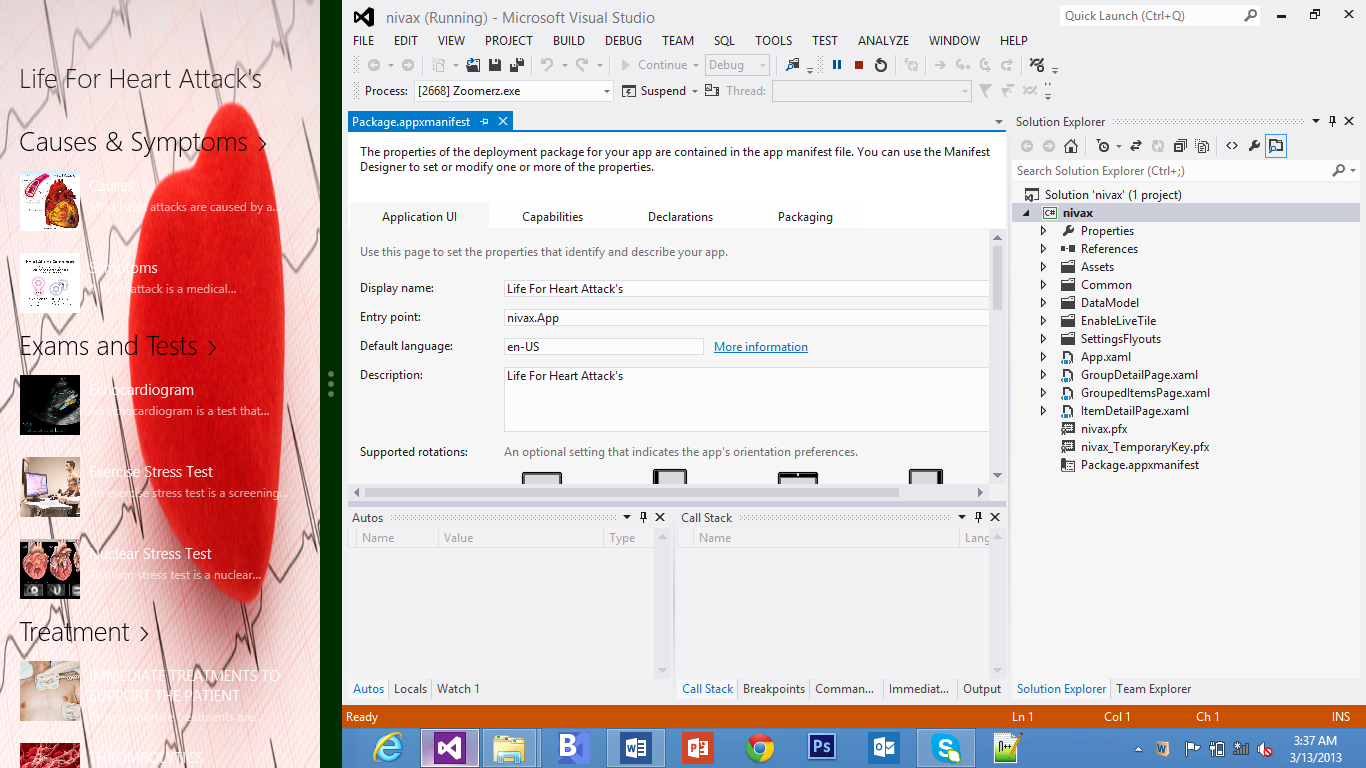 Life For Heart Attack's
Causes & Symptoms >
Causes
Most heart attacks are caused by a...
Symptoms
A heart attack is a medical...
Exams and Tests >
Echocardiogram
An echocardiogram is a test that...
Exercise Stress Test
An exercise stress test is a screening...
Nuclear Stress Test
Thallium stress test is a nuclear...
Treatment >
IMMEDIATE TREATMENTS TO
SUPPORT THE PATIENT
supportive treatments are...
THROMBOLYTICS
nivax (Running) - Microsoft Visual Studio
Quick Launch (Ctrl+Q)
FILE EDIT VIEW PROJECT BUILD DEBUG TEAM SQL TOOLS TEST ANALYZE WINDOW HELP
Continue Debug
Process: [2668] Zoomerz.exe Suspend Thread:
Package.appxmanifest
The properties of the deployment package for your app are contained in the app manifest file. You can use the Manifest
Designer to set or modify one or more of the properties.
Application UI Capabilities Declarations Packaging
Use this page to set the properties that identify and describe your app.
Display name: Life For Heart Attack's
Entry point: nivax.App
Default language: en-US More information
Description: Life For Heart Attack's
Supported rotations: An optional setting that indicates the app's orientation preferences.
Autos
Name Value Type
Autos Locals Watch 1
Call Stack
Name Lang
Call Stack Breakpoints Comman... Immediat... Output
Solution Explorer
Search Solution Explorer (Ctrl+;)
Solution 'nivax' (1 project)
C# nivax
Properties
References
Assets
Common
DataModel
EnableLiveTile
SettingsFlyouts
App.xaml
GroupDetailPage.xaml
GroupedItemsPage.xaml
ItemDetailPage.xaml
nivax.pfx
nivax_TemporaryKey.pfx
Package.appxmanifest
Solution Explorer Team Explorer
Ready Ln 1 Col 1 Ch 1 INS
3:37 AM
3/13/2013